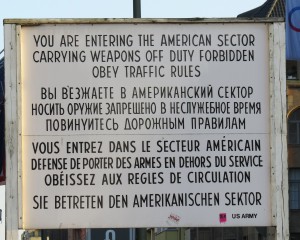 YOU ARE ENTERING THE AMERICAN SECTOR
CARRYING WEAPONS OFF DUTY FORBIDDEN
OBEY TRAFFIC RULES
ВЫ ВЪЕЗЖАЕТЕ В АМЕРИКАНСКИЙ СЕКТОР
НОСИТЬ ОРУЖИЕ ЗАПРЕЩЕНО В НЕСЛУЖЕБНОЕ ВРЕМЯ
ПОВИНУЙТЕСЬ ДОРОЖНЫМ ПРАВИЛАМ
VOUS ENTREZ DANS LE SECTEUR AMÉRICAIN
DEFENSE DE PORTER DES ARMES EN DEHORS DU SERVICE
OBÉISSEZ AUX REGLES DE CIRCULATION
SIE BETRETEN DEN AMERIKANISCHEN SEKTOR
US ARMY